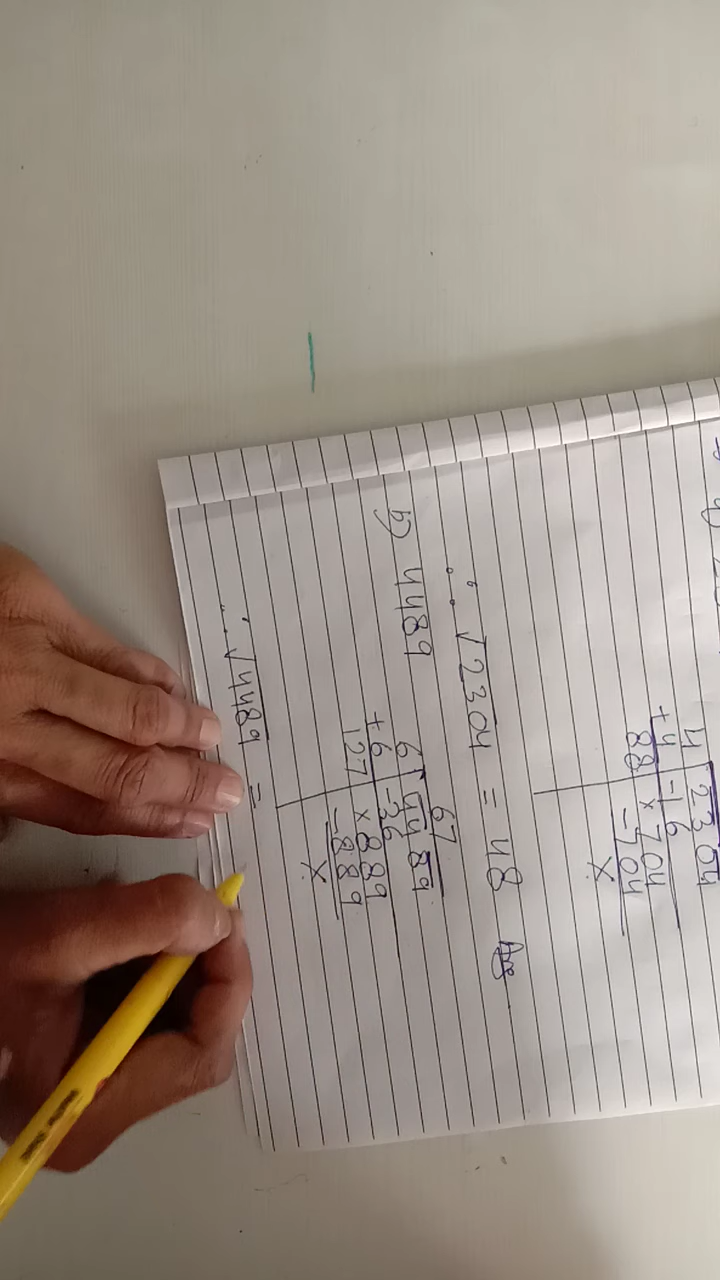 4 2304
+4 -16
88 × 704
-704
×
∴ √2304 = 48 Ans
b) 4489
67
6 4489
+6 -36
127 × 889
-889
×
∴ √4489 =